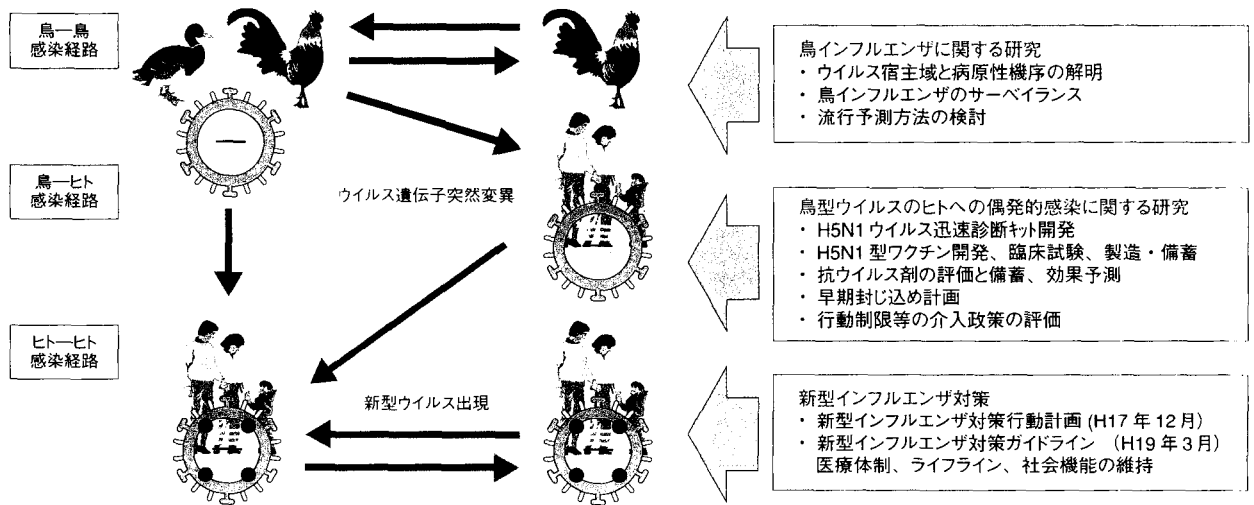 鳥—鳥
感染経路
鳥インフルエンザに関する研究
・ ウイルス宿主域と病原性機序の解明
・ 鳥インフルエンザのサーベイランス
・ 流行予測方法の検討
鳥—ヒト
感染経路
ウイルス遺伝子突然変異
鳥型ウイルスのヒトへの偶発的感染に関する研究
・ H5N1 ウイルス迅速診断キット開発
・ H5N1 型ワクチン開発、臨床試験、製造・備蓄
・ 抗ウイルス剤の評価と備蓄、効果予測
・ 早期封じ込め計画
・ 行動制限等の介入政策の評価
ヒト—ヒト
感染経路
新型ウイルス出現
新型インフルエンザ対策
・ 新型インフルエンザ対策行動計画 (H17 年 12 月)
・ 新型インフルエンザ対策ガイドライン (H19 年 3 月)
医療体制、ライフライン、社会機能の維持